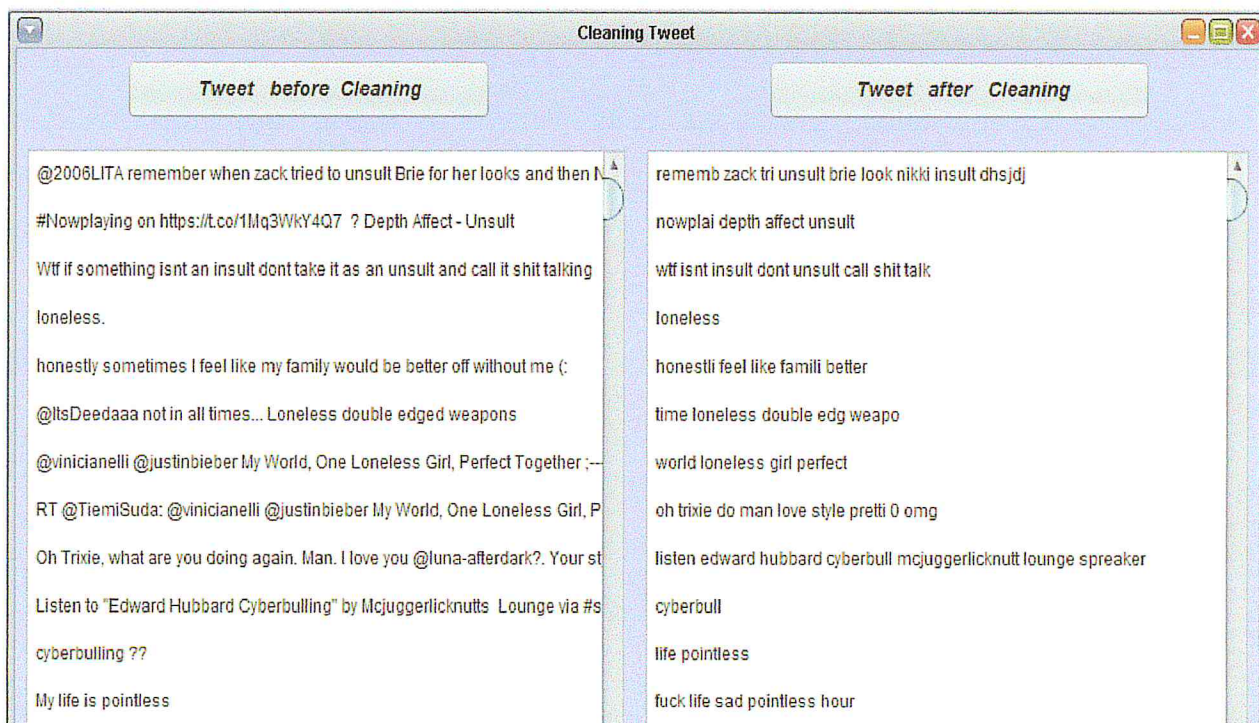 Cleaning Tweet
Tweet before Cleaning
@2006LITA remember when zack tried to unsult Brie for her looks and then N
#Nowplaying on https://t.co/1Mq3WkY4Q7 ? Depth Affect - Unsult
Wtf if something isnt an insult dont take it as an unsult and call it shit talking
loneless.
honestly sometimes I feel like my family would be better off without me (:
@ItsDeedaaa not in all times... Loneless double edged weapons
@vinicianelli @justinbieber My World, One Loneless Girl, Perfect Together ;--
RT @TiemiSuda: @vinicianelli @justinbieber My World, One Loneless Girl, P
Oh Trixie, what are you doing again. Man. I love you @luna-afterdark?. Your st
Listen to "Edward Hubbard Cyberbulling" by Mcjuggerlicknutts Lounge via #s
cyberbulling ??
My life is pointless
Tweet after Cleaning
rememb zack tri unsult brie look nikki insult dhsjdj
nowplai depth affect unsult
wtf isnt insult dont unsult call shit talk
loneless
honestli feel like famili better
time loneless double edg weapo
world loneless girl perfect
oh trixie do man love style pretti 0 omg
listen edward hubbard cyberbull mcjuggerlicknutt lounge spreaker
cyberbull
life pointless
fuck life sad pointless hour